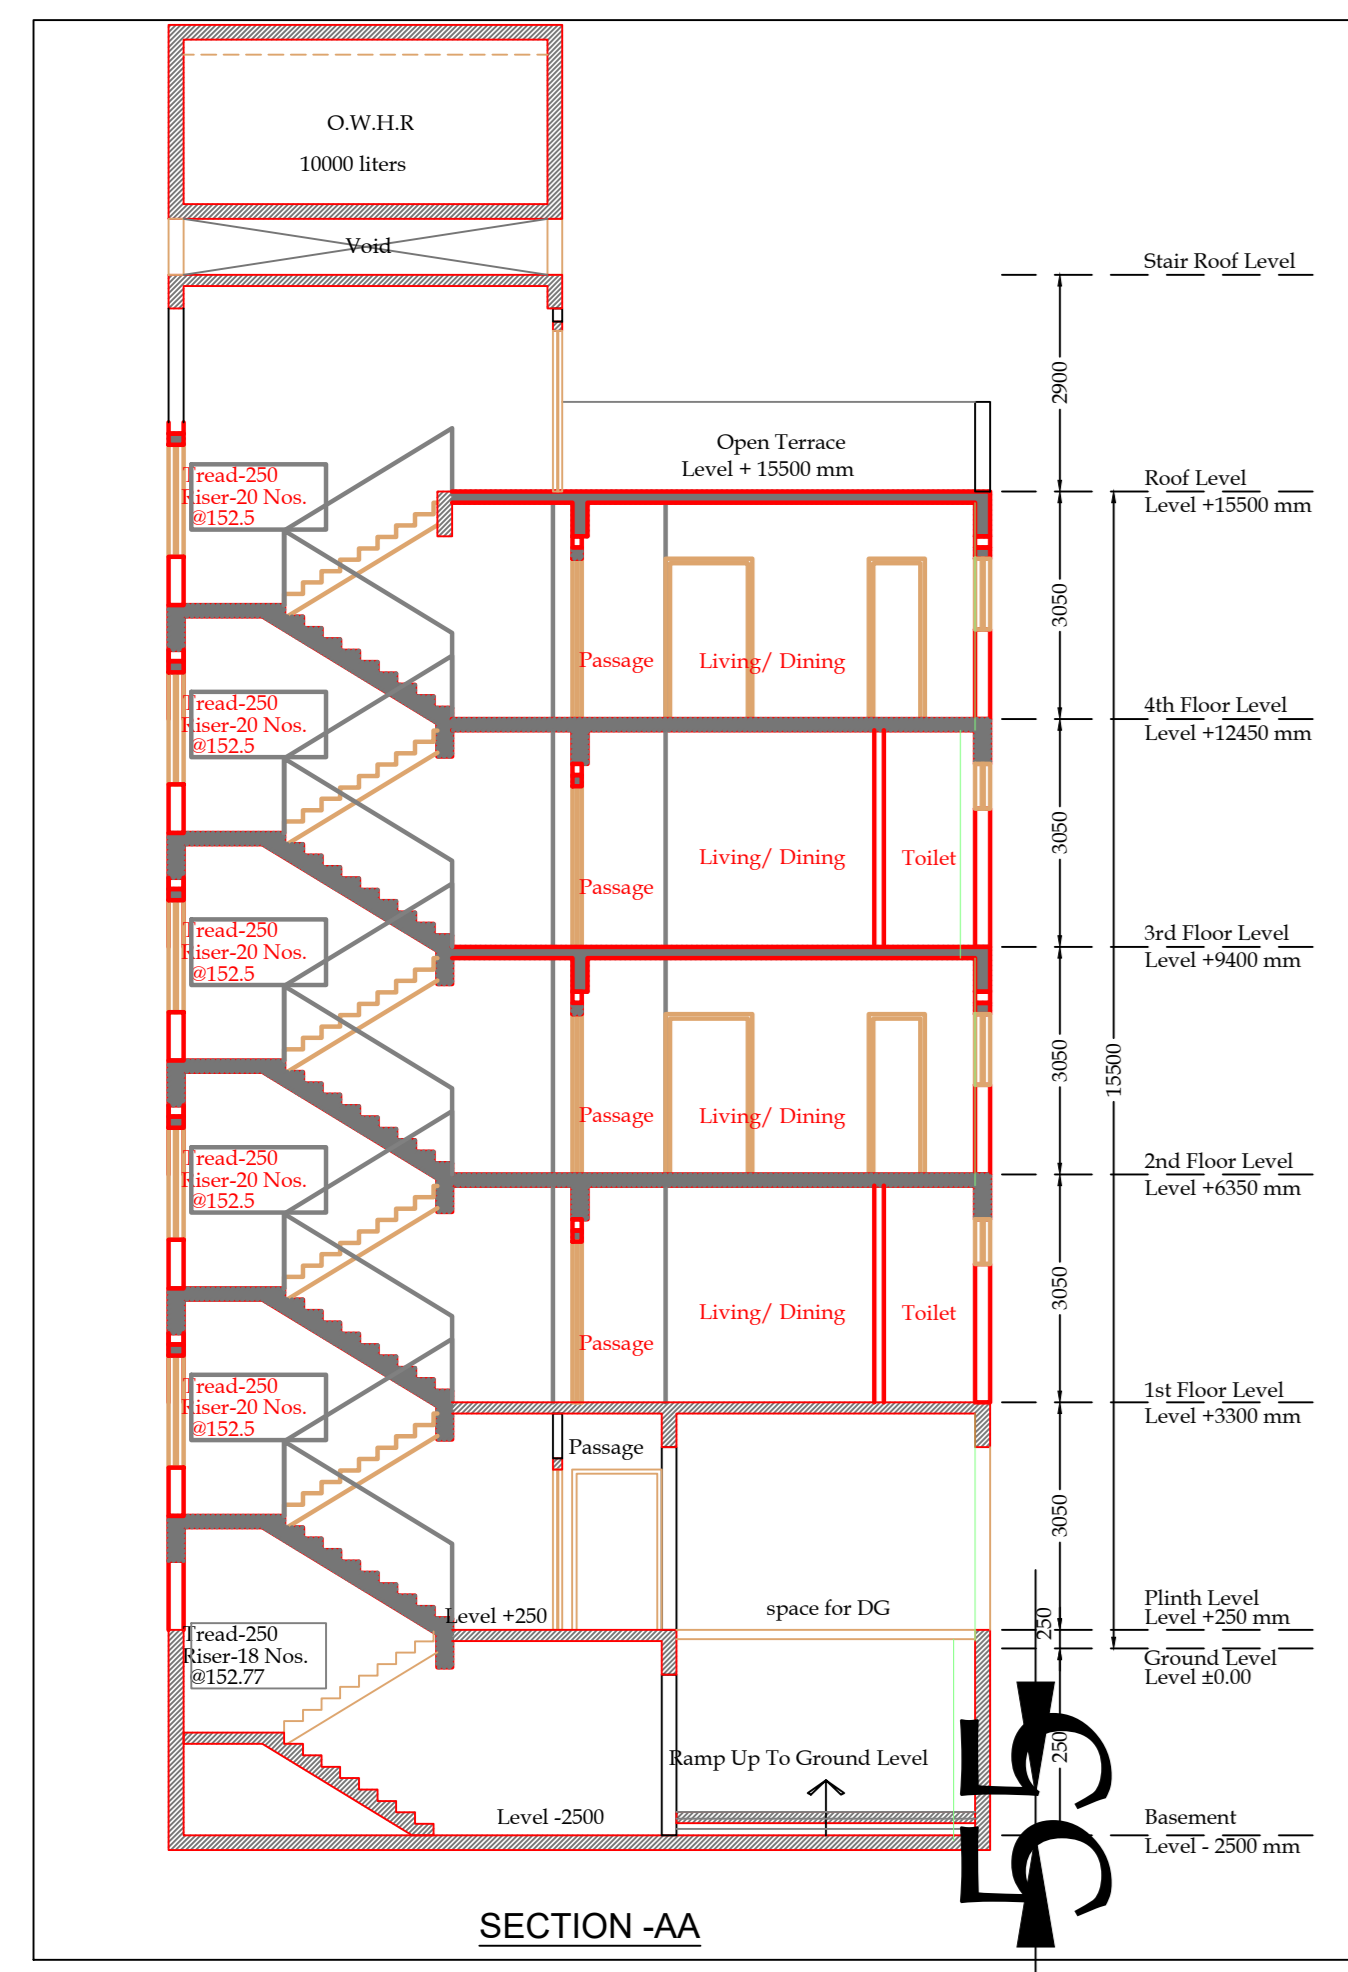 O.W.H.R
10000 liters
Void
Stair Roof Level
2900
Open Terrace
Level + 15500 mm
Roof Level
Level +15500 mm
Tread-250
Riser-20 Nos.
@152.5
3050
Passage
Living/ Dining
4th Floor Level
Level +12450 mm
Tread-250
Riser-20 Nos.
@152.5
3050
Living/ Dining
Toilet
Passage
3rd Floor Level
Level +9400 mm
Tread-250
Riser-20 Nos.
@152.5
3050
15500
Passage
Living/ Dining
2nd Floor Level
Level +6350 mm
Tread-250
Riser-20 Nos.
@152.5
3050
Living/ Dining
Toilet
Passage
1st Floor Level
Level +3300 mm
Tread-250
Riser-20 Nos.
@152.5
Passage
3050
Plinth Level
Level +250 mm
Level +250
space for DG
250
Tread-250
Riser-18 Nos.
@152.77
Ground Level
Level ±0.00
Ramp Up To Ground Level
Level -2500
Basement
Level - 2500 mm
SECTION -AA